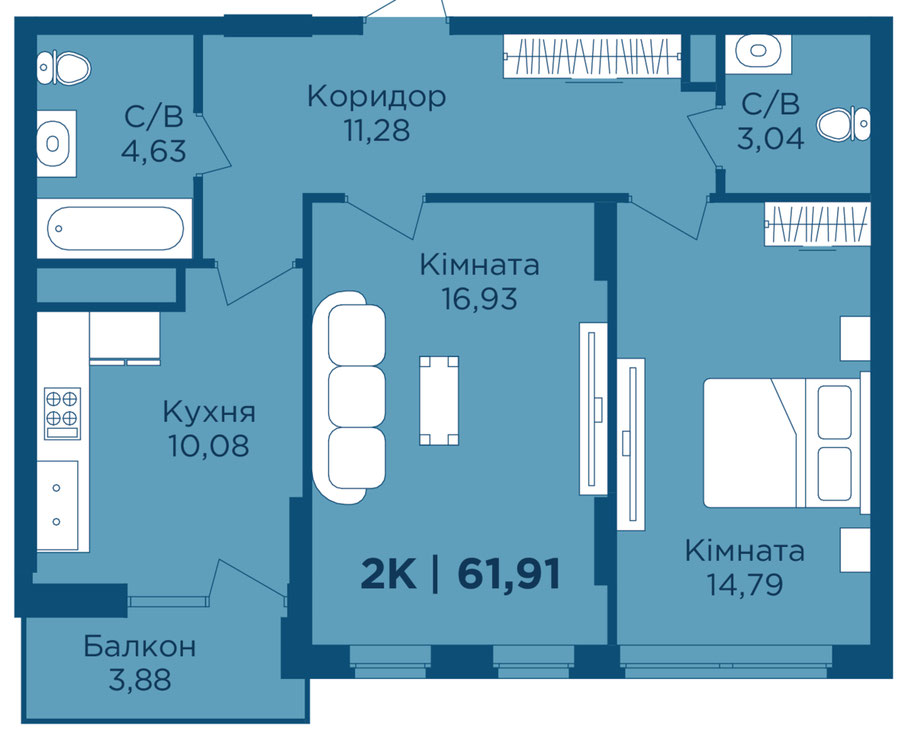 С/В
4,63
Коридор
11,28
С/В
3,04
Кімната
16,93
Кухня
10,08
Кімната
14,79
2К | 61,91
Балкон
3,88